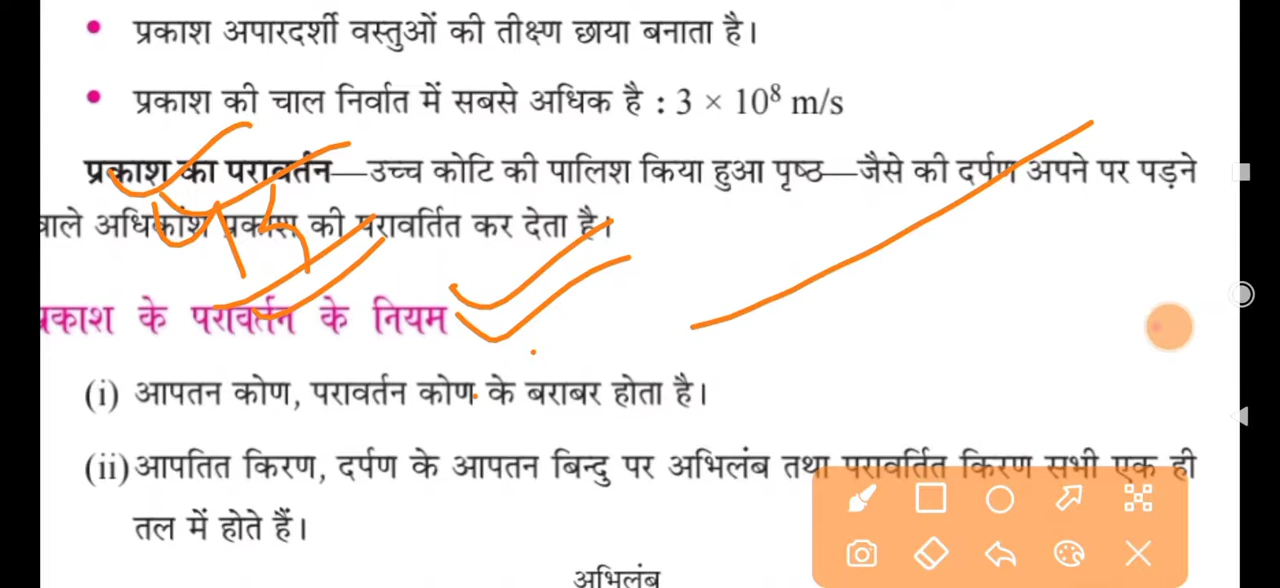 • प्रकाश अपारदर्शी वस्तुओं की तीक्ष्ण छाया बनाता है।
• प्रकाश की चाल निर्वात में सबसे अधिक है : 3 × 10⁸ m/s
प्रकाश का परावर्तन—उच्च कोटि की पालिश किया हुआ पृष्ठ—जैसे की दर्पण अपने पर पड़ने
वाले अधिकांश प्रकाश को परावर्तित कर देता है।
प्रकाश के परावर्तन के नियम
(i) आपतन कोण, परावर्तन कोण के बराबर होता है।
(ii) आपतित किरण, दर्पण के आपतन बिन्दु पर अभिलंब तथा परावर्तित किरण सभी एक ही
तल में होते हैं।
अभिलंब